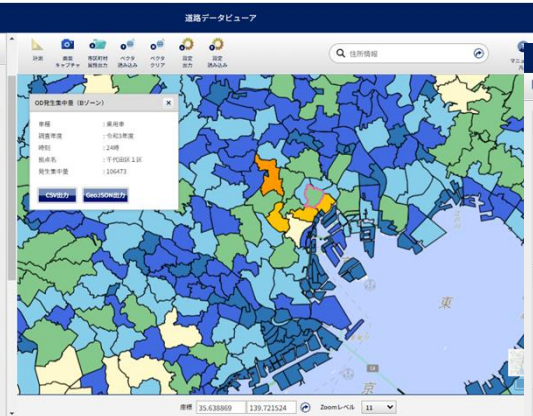 道路データビューア
計測
画面
キャプチャ
市区町村
属性出力
ベクタ
読み込み
ベクタ
クリア
設定
出力
設定
読み込み
住所情報
OD発生集中量（Bゾーン）
×
車種 : 乗用車
調査年度 : 令和3年度
時刻 : 24時
拠点名 : 千代田区１区
発生集中量 : 106473
CSV出力
GeoJSON出力
東
京
座標 35.638869 139.721524 Zoomレベル 11